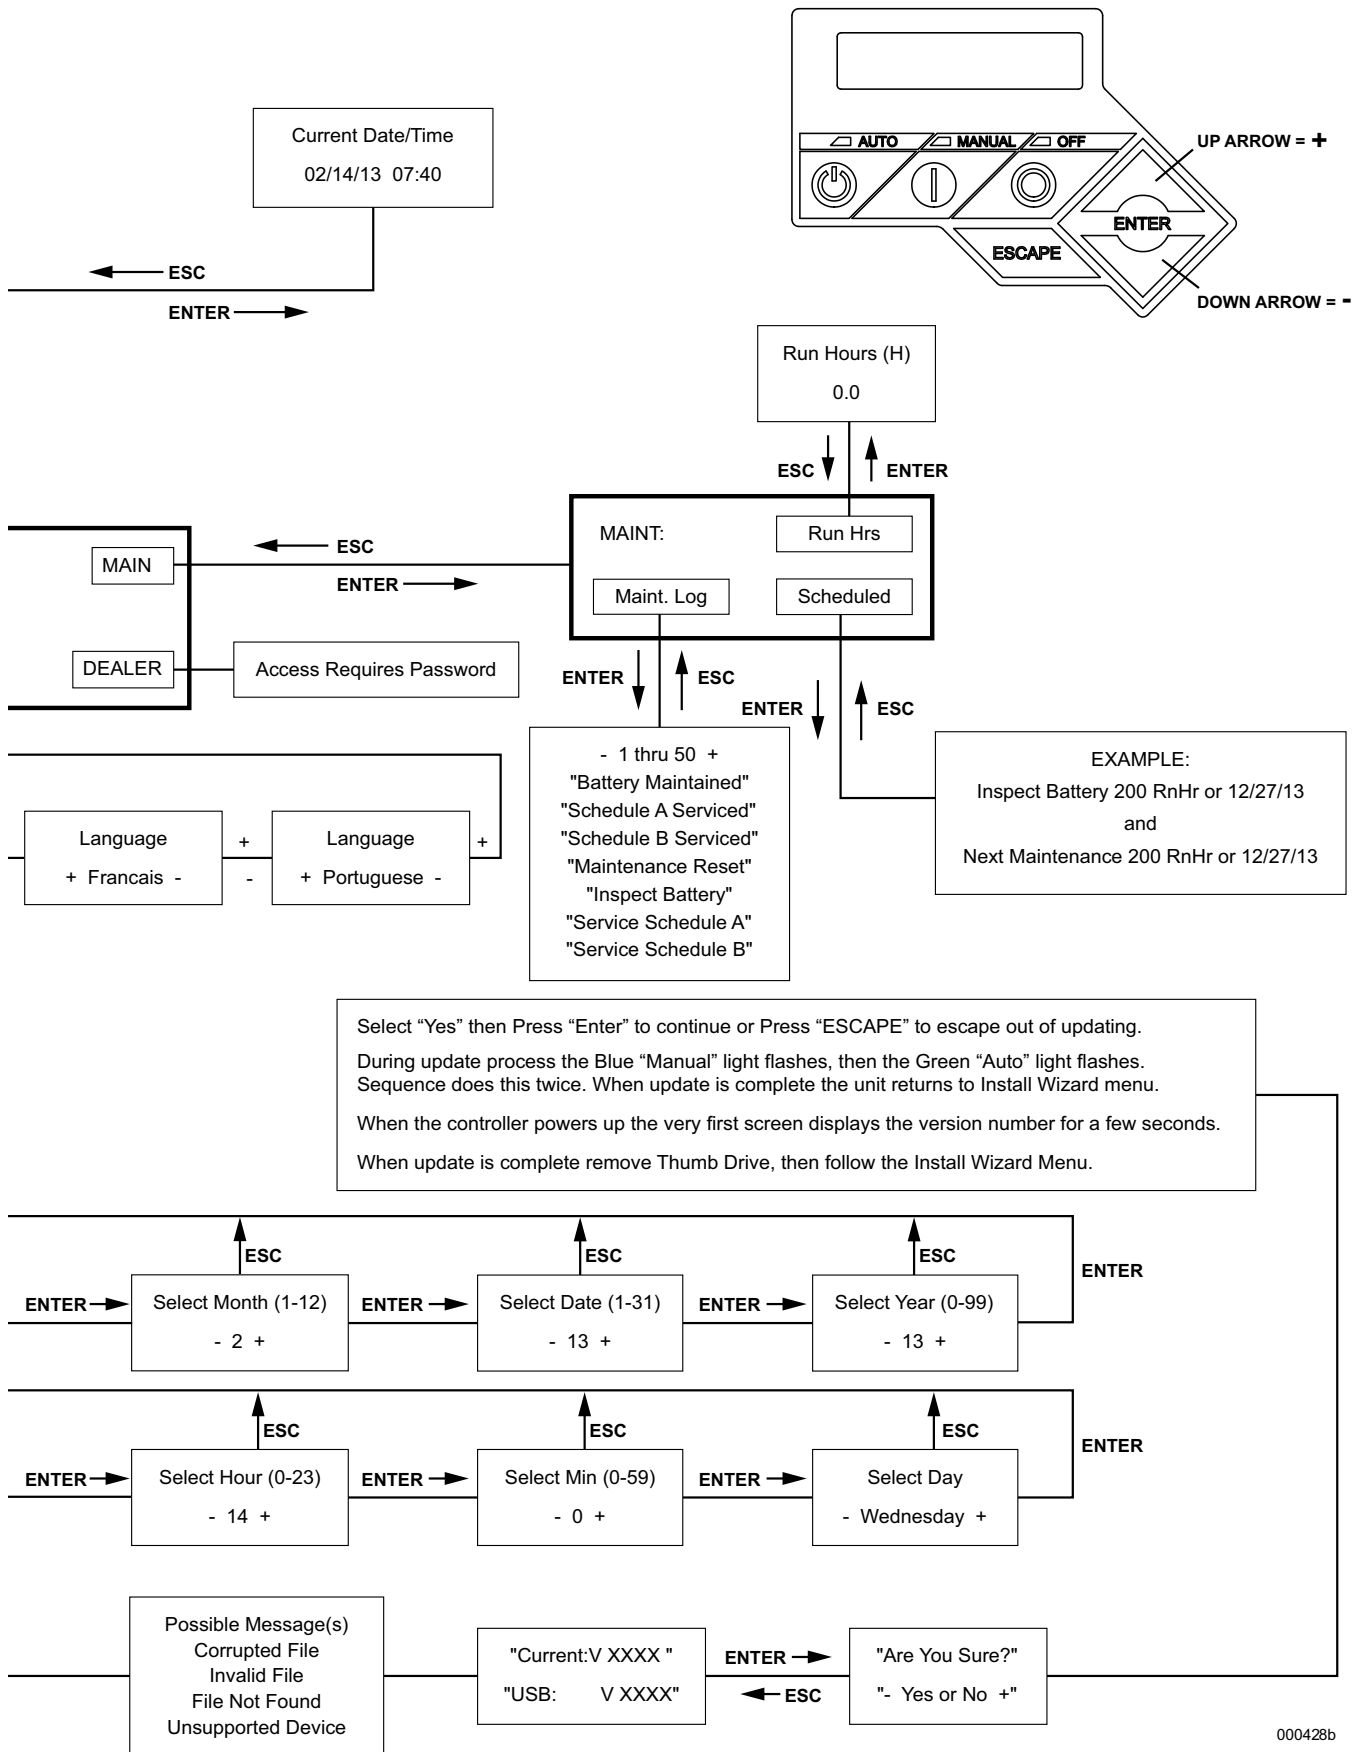 Current Date/Time
02/14/13 07:40
AUTO
MANUAL
OFF
UP ARROW = +
ENTER
ESCAPE
DOWN ARROW = -
ESC
ENTER
Run Hours (H)
0.0
ESC
ENTER
MAIN
ESC
ENTER
MAINT:
Run Hrs
Maint. Log
Scheduled
DEALER
Access Requires Password
ENTER
ESC
ENTER
ESC
- 1 thru 50 +
"Battery Maintained"
"Schedule A Serviced"
"Schedule B Serviced"
"Maintenance Reset"
"Inspect Battery"
"Service Schedule A"
"Service Schedule B"
EXAMPLE:
Inspect Battery 200 RnHr or 12/27/13
and
Next Maintenance 200 RnHr or 12/27/13
Language
+ Francais -
+
-
Language
+ Portuguese -
+
Select “Yes” then Press “Enter” to continue or Press “ESCAPE” to escape out of updating.
During update process the Blue “Manual” light flashes, then the Green “Auto” light flashes.
Sequence does this twice. When update is complete the unit returns to Install Wizard menu.
When the controller powers up the very first screen displays the version number for a few seconds.
When update is complete remove Thumb Drive, then follow the Install Wizard Menu.
ESC
ESC
ESC
ENTER
ENTER
Select Month (1-12)
- 2 +
ENTER
Select Date (1-31)
- 13 +
ENTER
Select Year (0-99)
- 13 +
ESC
ESC
ESC
ENTER
ENTER
Select Hour (0-23)
- 14 +
ENTER
Select Min (0-59)
- 0 +
ENTER
Select Day
- Wednesday +
Possible Message(s)
Corrupted File
Invalid File
File Not Found
Unsupported Device
"Current:V XXXX "
"USB: V XXXX"
ENTER
ESC
"Are You Sure?"
"- Yes or No +"
000428b